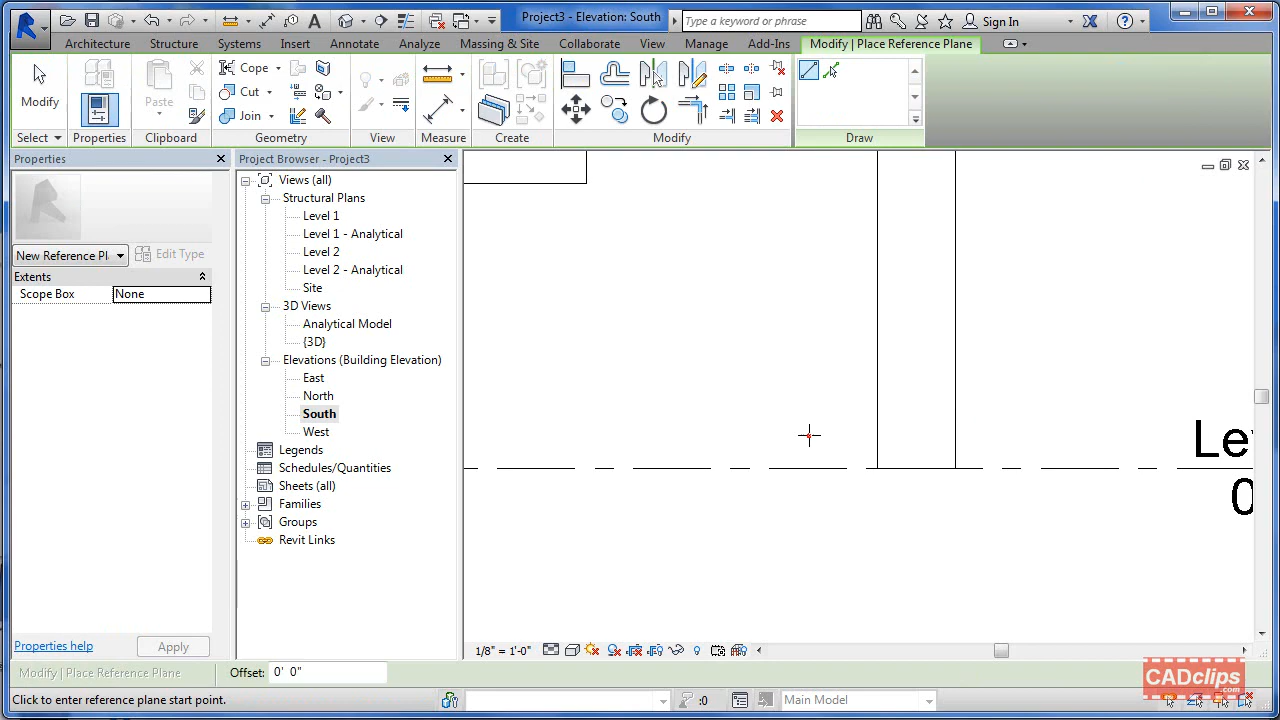 Project3 - Elevation: South
Type a keyword or phrase
Sign In
Architecture Structure Systems Insert Annotate Analyze Massing & Site Collaborate View Manage Add-Ins Modify | Place Reference Plane
Modify
Properties
Paste
Cope
Cut
Join
Select Properties Clipboard Geometry View Measure Create Modify Draw
Properties
Project Browser - Project3
New Reference Pl
Edit Type
Extents
Scope Box None
Views (all)
Structural Plans
Level 1
Level 1 - Analytical
Level 2
Level 2 - Analytical
Site
3D Views
Analytical Model
{3D}
Elevations (Building Elevation)
East
North
South
West
Legends
Schedules/Quantities
Sheets (all)
Families
Groups
Revit Links
Le
0
Properties help
Apply
1/8" = 1'-0"
Modify | Place Reference Plane
Offset: 0' 0"
Click to enter reference plane start point.
:0
Main Model
CADclips
.com